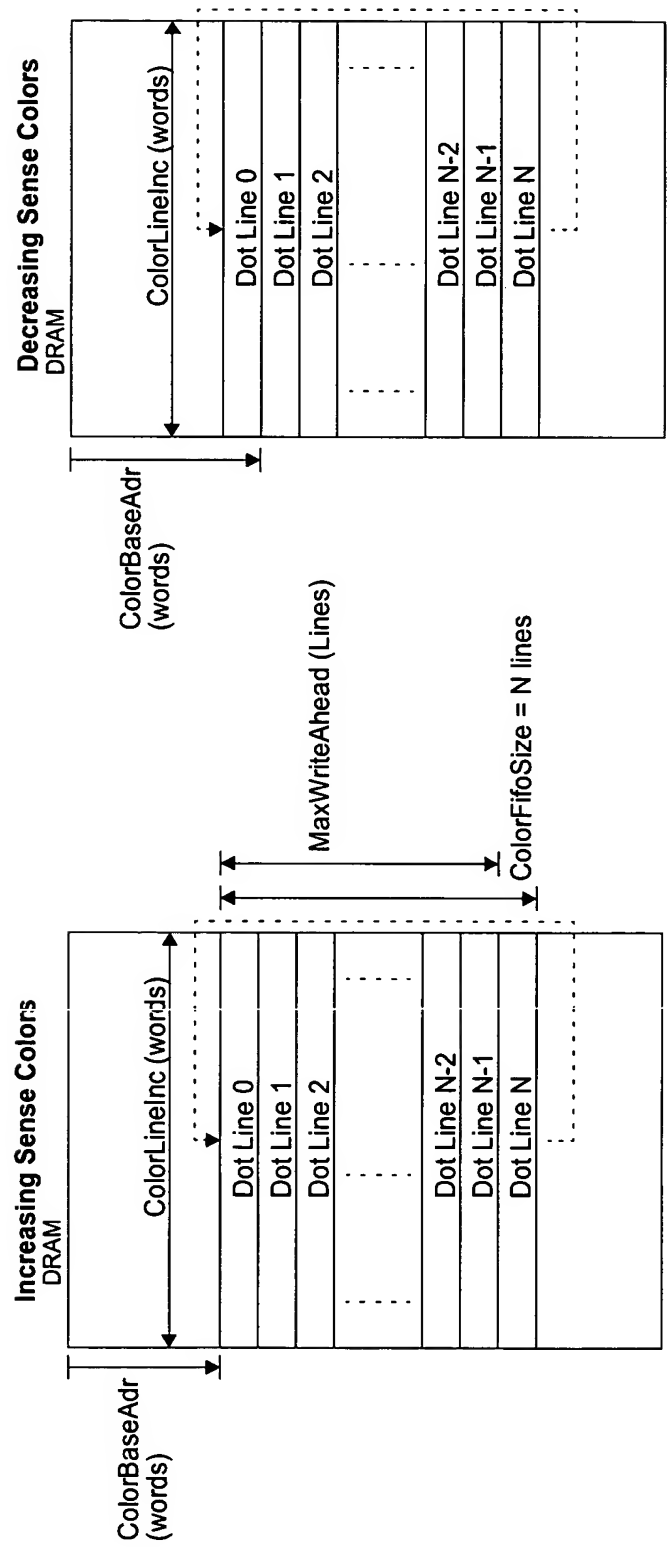 Increasing Sense Colors
DRAM
ColorBaseAdr
(words)
ColorLineInc (words)
Dot Line 0
Dot Line 1
Dot Line 2
Dot Line N-2
Dot Line N-1
Dot Line N
MaxWriteAhead (Lines)
ColorFifoSize = N lines
Decreasing Sense Colors
DRAM
ColorBaseAdr
(words)
ColorLineInc (words)
Dot Line 0
Dot Line 1
Dot Line 2
Dot Line N-2
Dot Line N-1
Dot Line N